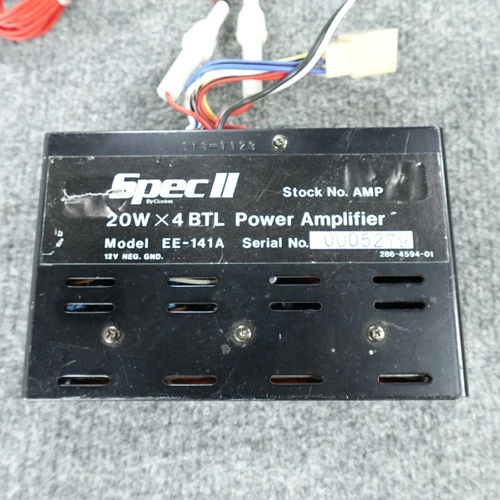 Spec II
By Clarion
Stock No. AMP
20W × 4 BTL Power Amplifier
Model EE-141A Serial No. 0005279
12V NEG. GND.
286-4594-01